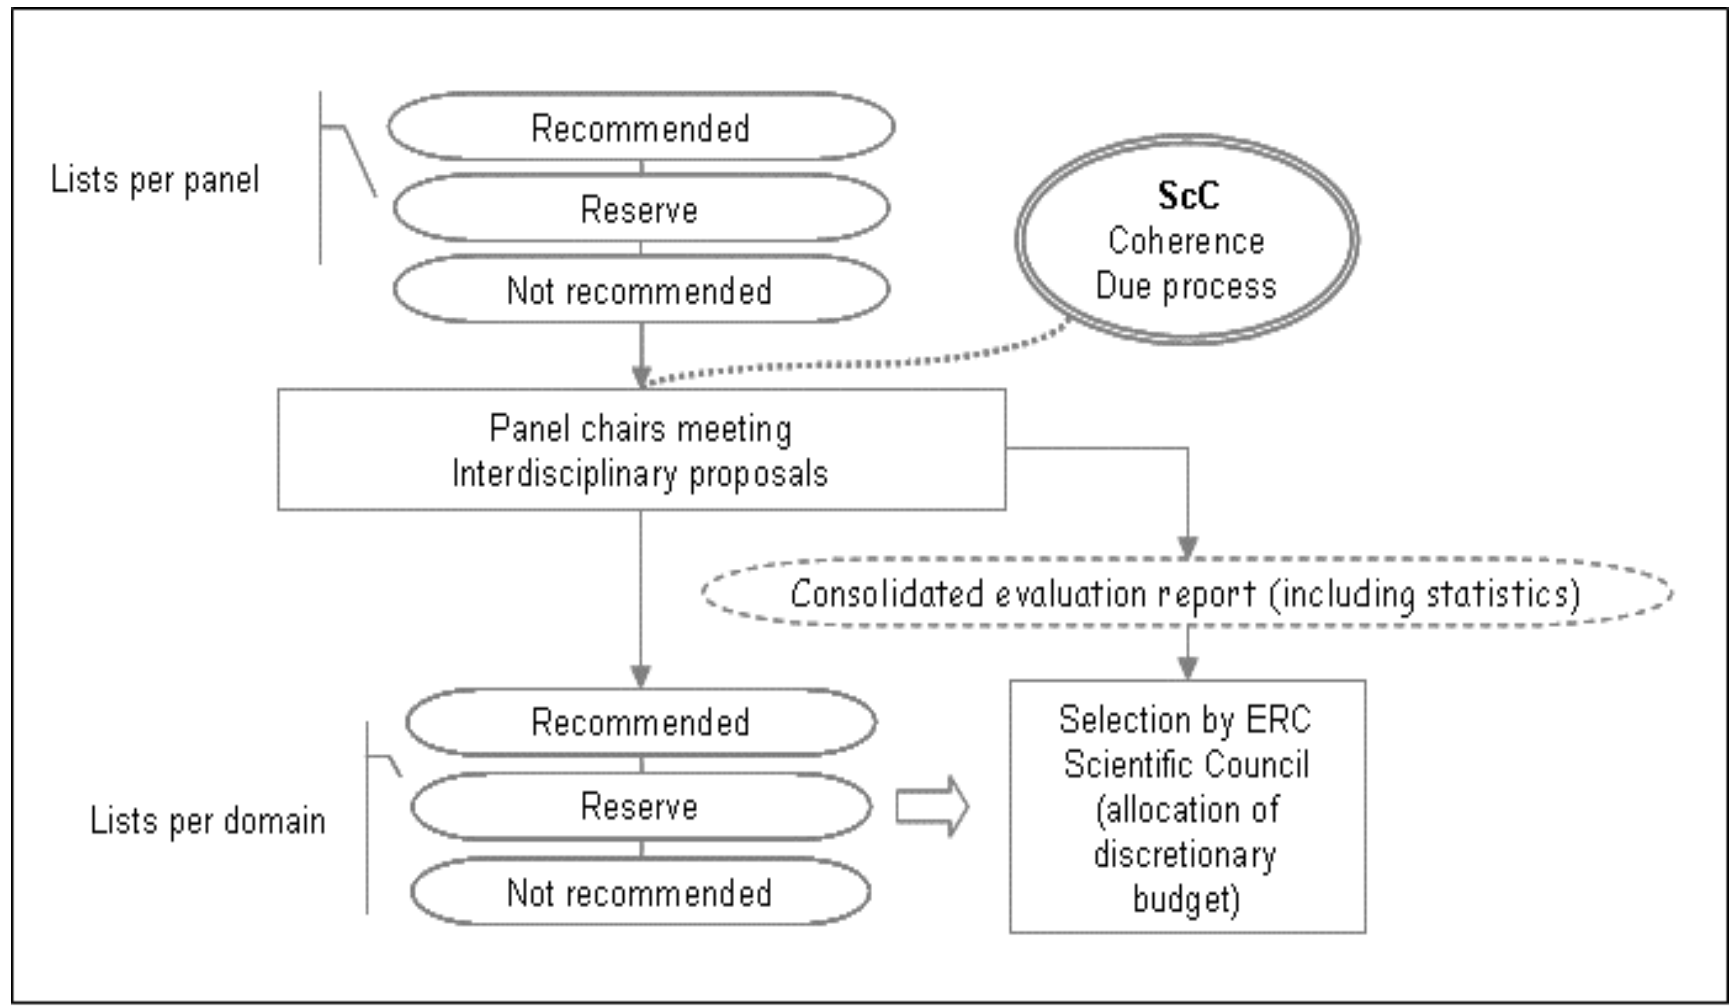 Recommended
Lists per panel
Reserve
Not recommended
ScC
Coherence
Due process
Panel chairs meeting
Interdisciplinary proposals
Consolidated evaluation report (including statistics)
Recommended
Lists per domain
Reserve
Not recommended
Selection by ERC
Scientific Council
(allocation of
discretionary
budget)